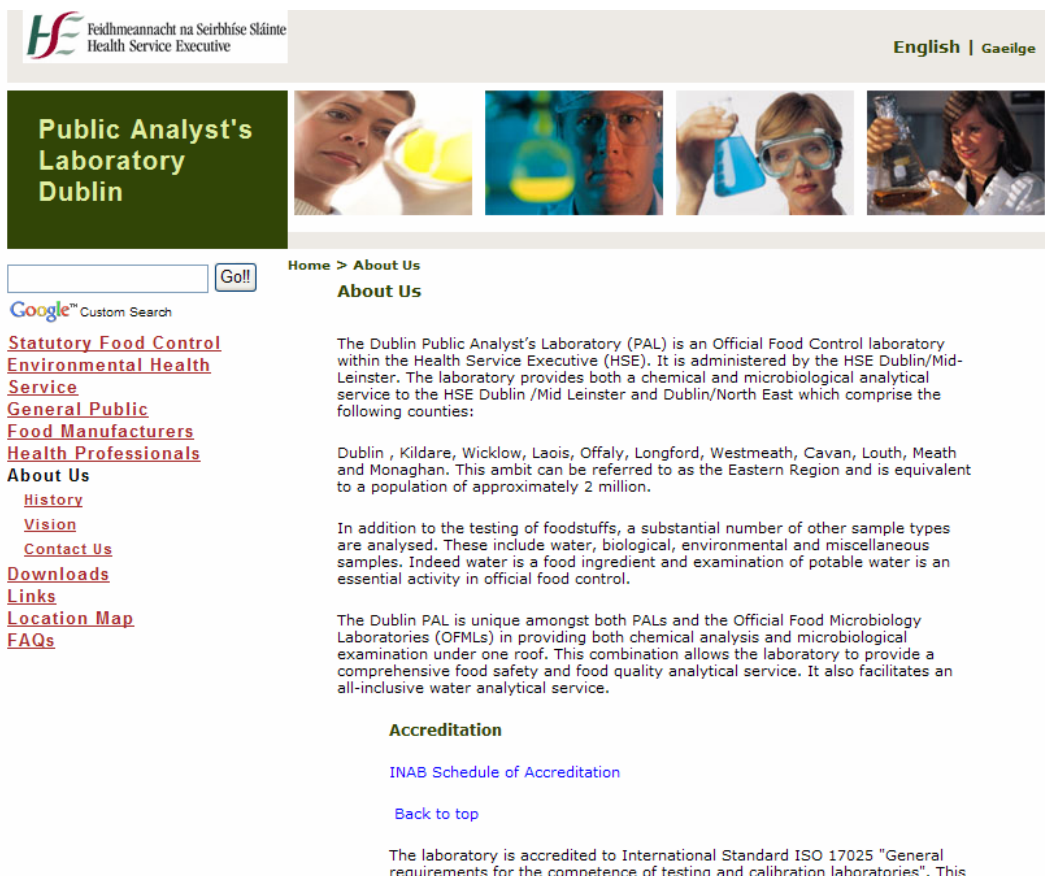 Feidhmeannacht na Seirbhíse Sláinte
Health Service Executive
English | Gaeilge
Public Analyst's
Laboratory
Dublin
Go!!
Google™ Custom Search
Statutory Food Control
Environmental Health
Service
General Public
Food Manufacturers
Health Professionals
About Us
History
Vision
Contact Us
Downloads
Links
Location Map
FAQs
Home > About Us
About Us
The Dublin Public Analyst's Laboratory (PAL) is an Official Food Control laboratory
within the Health Service Executive (HSE). It is administered by the HSE Dublin/Mid-
Leinster. The laboratory provides both a chemical and microbiological analytical
service to the HSE Dublin /Mid Leinster and Dublin/North East which comprise the
following counties:
Dublin , Kildare, Wicklow, Laois, Offaly, Longford, Westmeath, Cavan, Louth, Meath
and Monaghan. This ambit can be referred to as the Eastern Region and is equivalent
to a population of approximately 2 million.
In addition to the testing of foodstuffs, a substantial number of other sample types
are analysed. These include water, biological, environmental and miscellaneous
samples. Indeed water is a food ingredient and examination of potable water is an
essential activity in official food control.
The Dublin PAL is unique amongst both PALs and the Official Food Microbiology
Laboratories (OFMLs) in providing both chemical analysis and microbiological
examination under one roof. This combination allows the laboratory to provide a
comprehensive food safety and food quality analytical service. It also facilitates an
all-inclusive water analytical service.
Accreditation
INAB Schedule of Accreditation
Back to top
The laboratory is accredited to International Standard ISO 17025 "General
requirements for the competence of testing and calibration laboratories". This